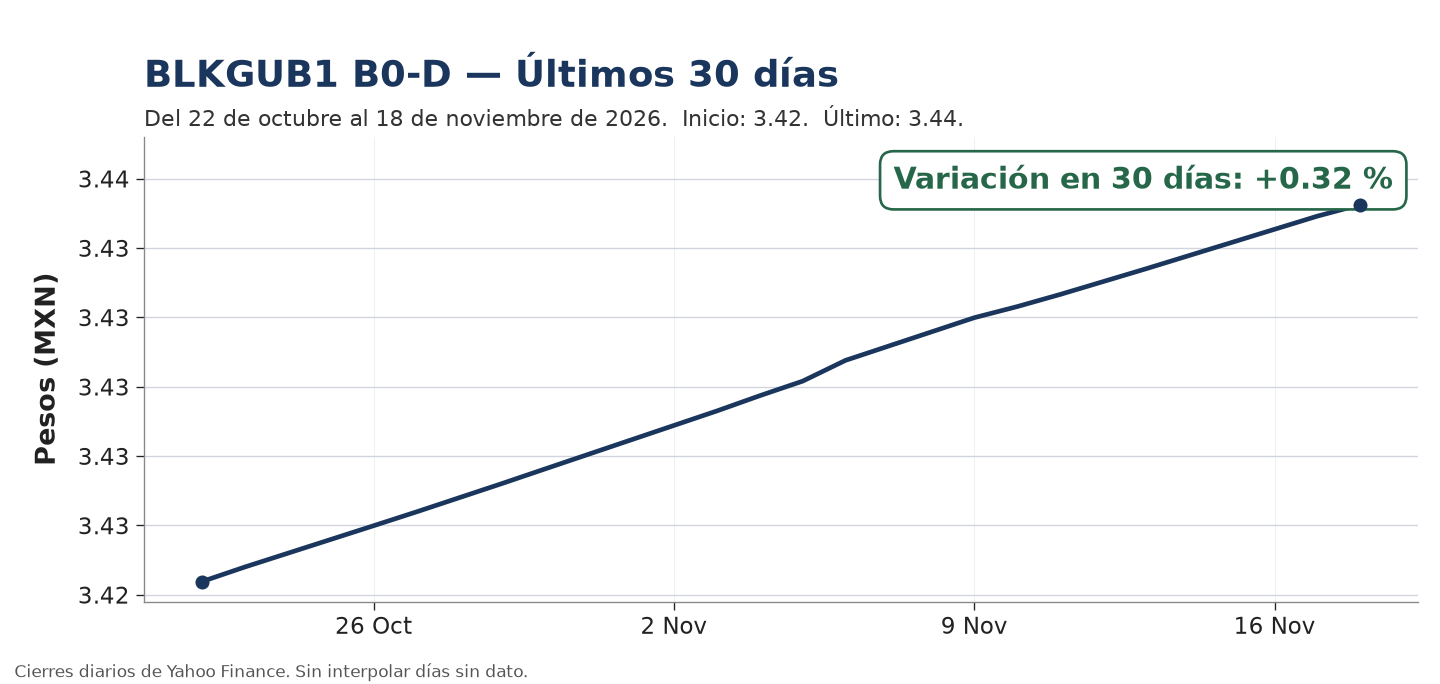 BLKGUB1 B0-D — Últimos 30 días
Del 22 de octubre al 18 de noviembre de 2026.  Inicio: 3.42.  Último: 3.44.
Variación en 30 días: +0.32 %
Pesos (MXN)
3.44
3.43
3.43
3.43
3.43
3.43
3.42
26 Oct
2 Nov
9 Nov
16 Nov
Cierres diarios de Yahoo Finance. Sin interpolar días sin dato.